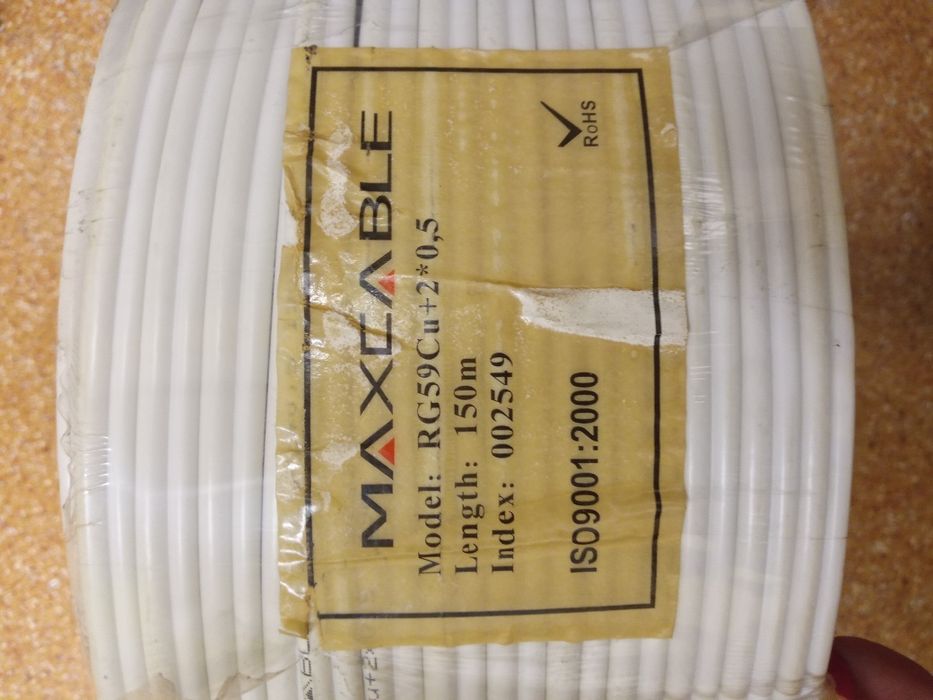 MAXCABLE
Model: RG59Cu+2*0,5
Length: 150m
Index: 002549
ISO9001:2000
RoHS